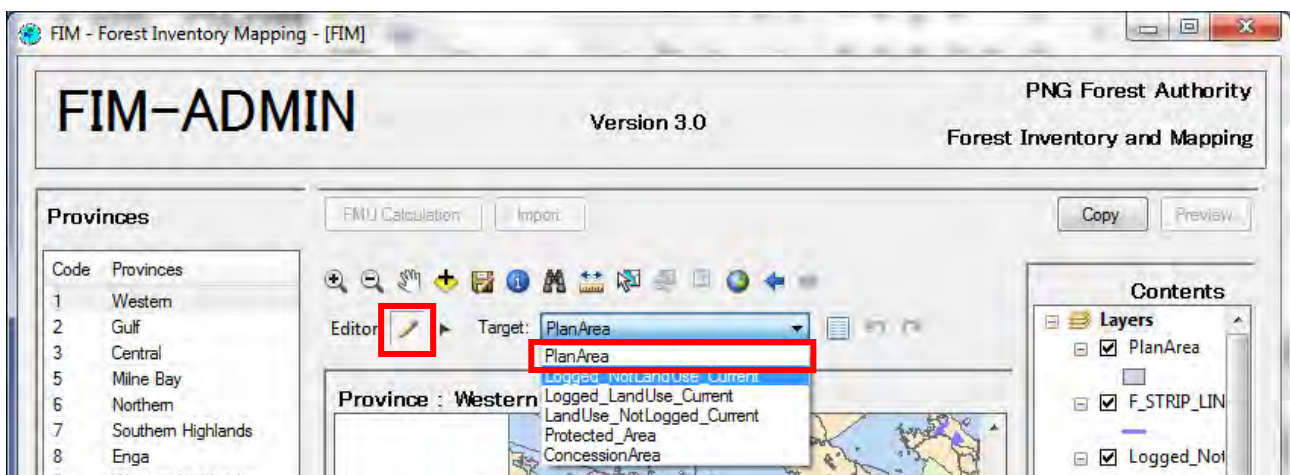 FIM - Forest Inventory Mapping - [FIM]
FIM-ADMIN
Version 3.0
PNG Forest Authority
Forest Inventory and Mapping
Provinces
FMU Calculation
Import
Copy
Preview
Code Provinces
1 Western
2 Gulf
3 Central
5 Milne Bay
6 Northern
7 Southern Highlands
8 Enga
Editor
Target: PlanArea
PlanArea
Logged_NotLandUse_Current
Logged_LandUse_Current
LandUse_NotLogged_Current
Protected_Area
ConcessionArea
Province : Western
Contents
Layers
PlanArea
F_STRIP_LIN
Logged_Not